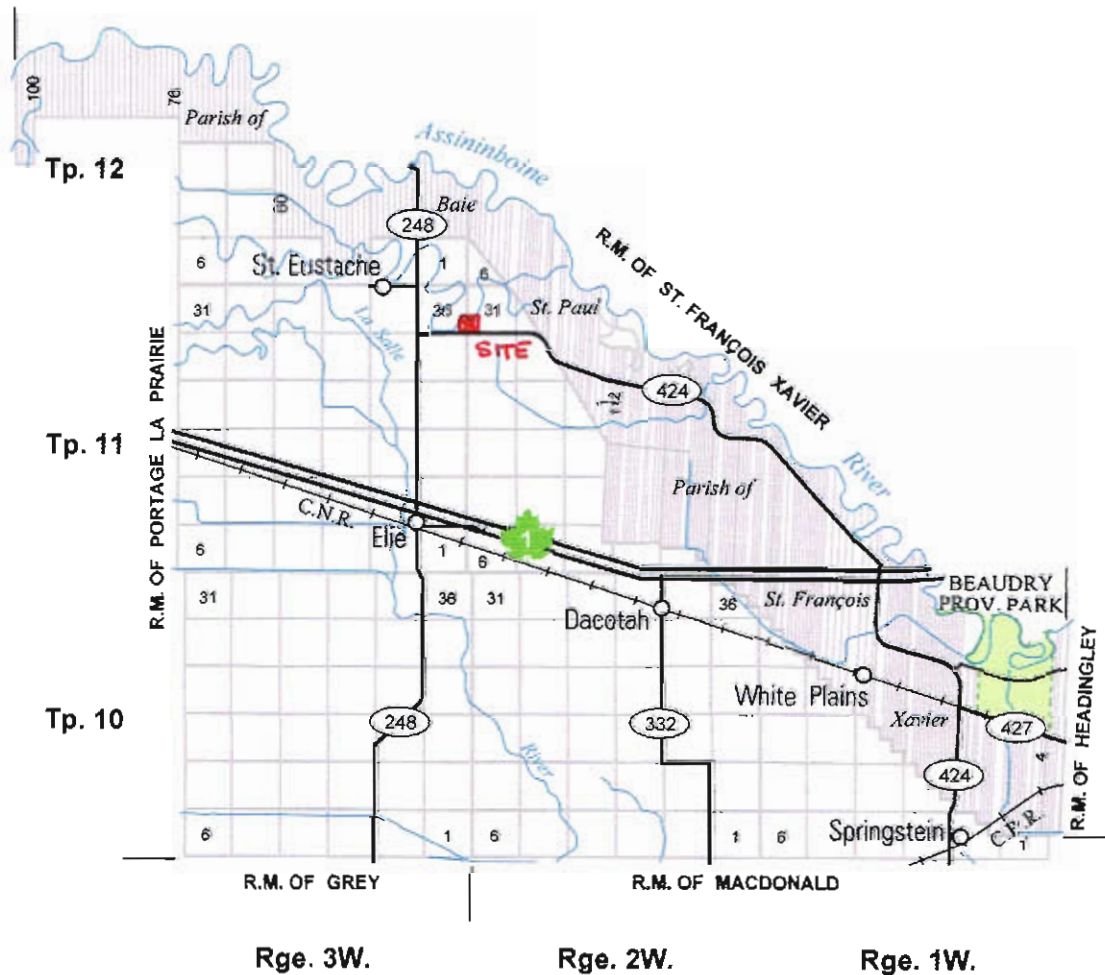 100
76
Parish of
Assininboine
Tp. 12
60
Baie
248
R.M. OF ST. FRANÇOIS XAVIER
6
St. Eustache
1
6
31
La Salle
36
31
St. Paul
SITE
424
R.M. OF PORTAGE LA PRAIRIE
Tp. 11
River
Parish of
C.N.R.
Elie
1
6
1
6
31
36
31
Dacotah
36
St. François
BEAUDRY
PROV. PARK
White Plains
R.M. OF HEADINGLEY
Tp. 10
248
332
Xavier
427
River
4
424
6
1
6
1
6
Springstein
C.P.R.
R.M. OF GREY
R.M. OF MACDONALD
Rge. 3W.
Rge. 2W.
Rge. 1W.